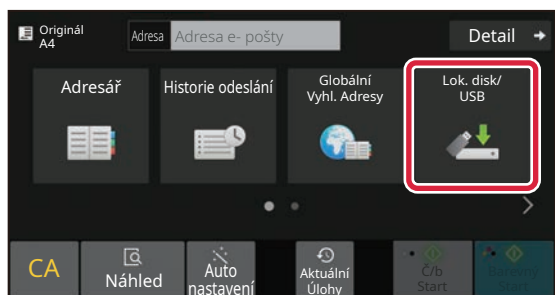 Originál
A4
Adresa
Adresa e- pošty
Detail
Adresář
Historie odeslání
Globální
Vyhl. Adresy
Lok. disk/
USB
CA
Náhled
Auto
nastavení
Aktuální
Úlohy
Č/b
Start
Barevný
Start